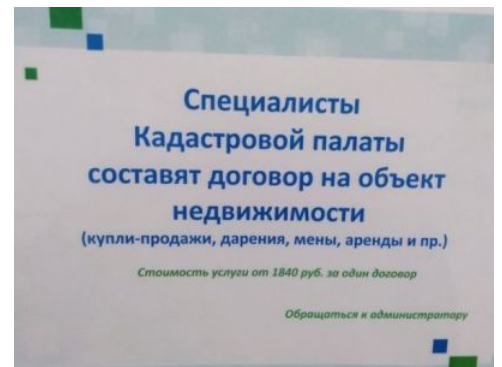 Специалисты
Кадастровой палаты
составят договор на объект
недвижимости
(купли-продажи, дарения, мены, аренды и пр.)
Стоимость услуги от 1840 руб. за один договор
Обращаться к администратору